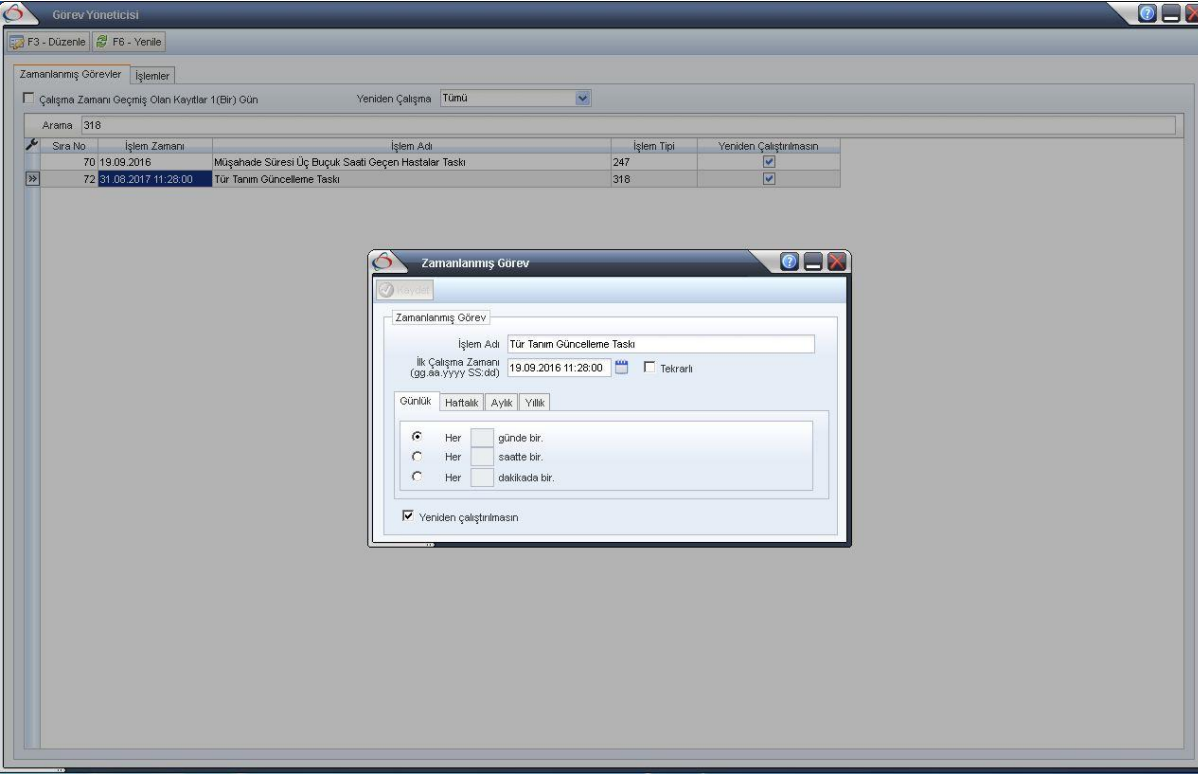 Görev Yöneticisi
F3 - Düzenle F6 - Yenile
Zamanlanmış Görevler İşlemler
Çalışma Zamanı Geçmiş Olan Kayıtlar 1(Bir) Gün Yeniden Çalışma Tümü
Arama 318
Sıra No İşlem Zamanı İşlem Adı İşlem Tipi Yeniden Çalıştırılmasın
70 19.09.2016 Müşahade Süresi Üç Buçuk Saati Geçen Hastalar Taskı 247
72 31.08.2017 11:28:00 Tür Tanım Güncelleme Taskı 318
Zamanlanmış Görev
Kaydet
Zamanlanmış Görev
İşlem Adı Tür Tanım Güncelleme Taskı
İlk Çalışma Zamanı
(gg.aa.yyyy SS:dd) 19.09.2016 11:28:00 Tekrarlı
Günlük Haftalık Aylık Yıllık
Her günde bir.
Her saatte bir.
Her dakikada bir.
Yeniden çalıştırılmasın